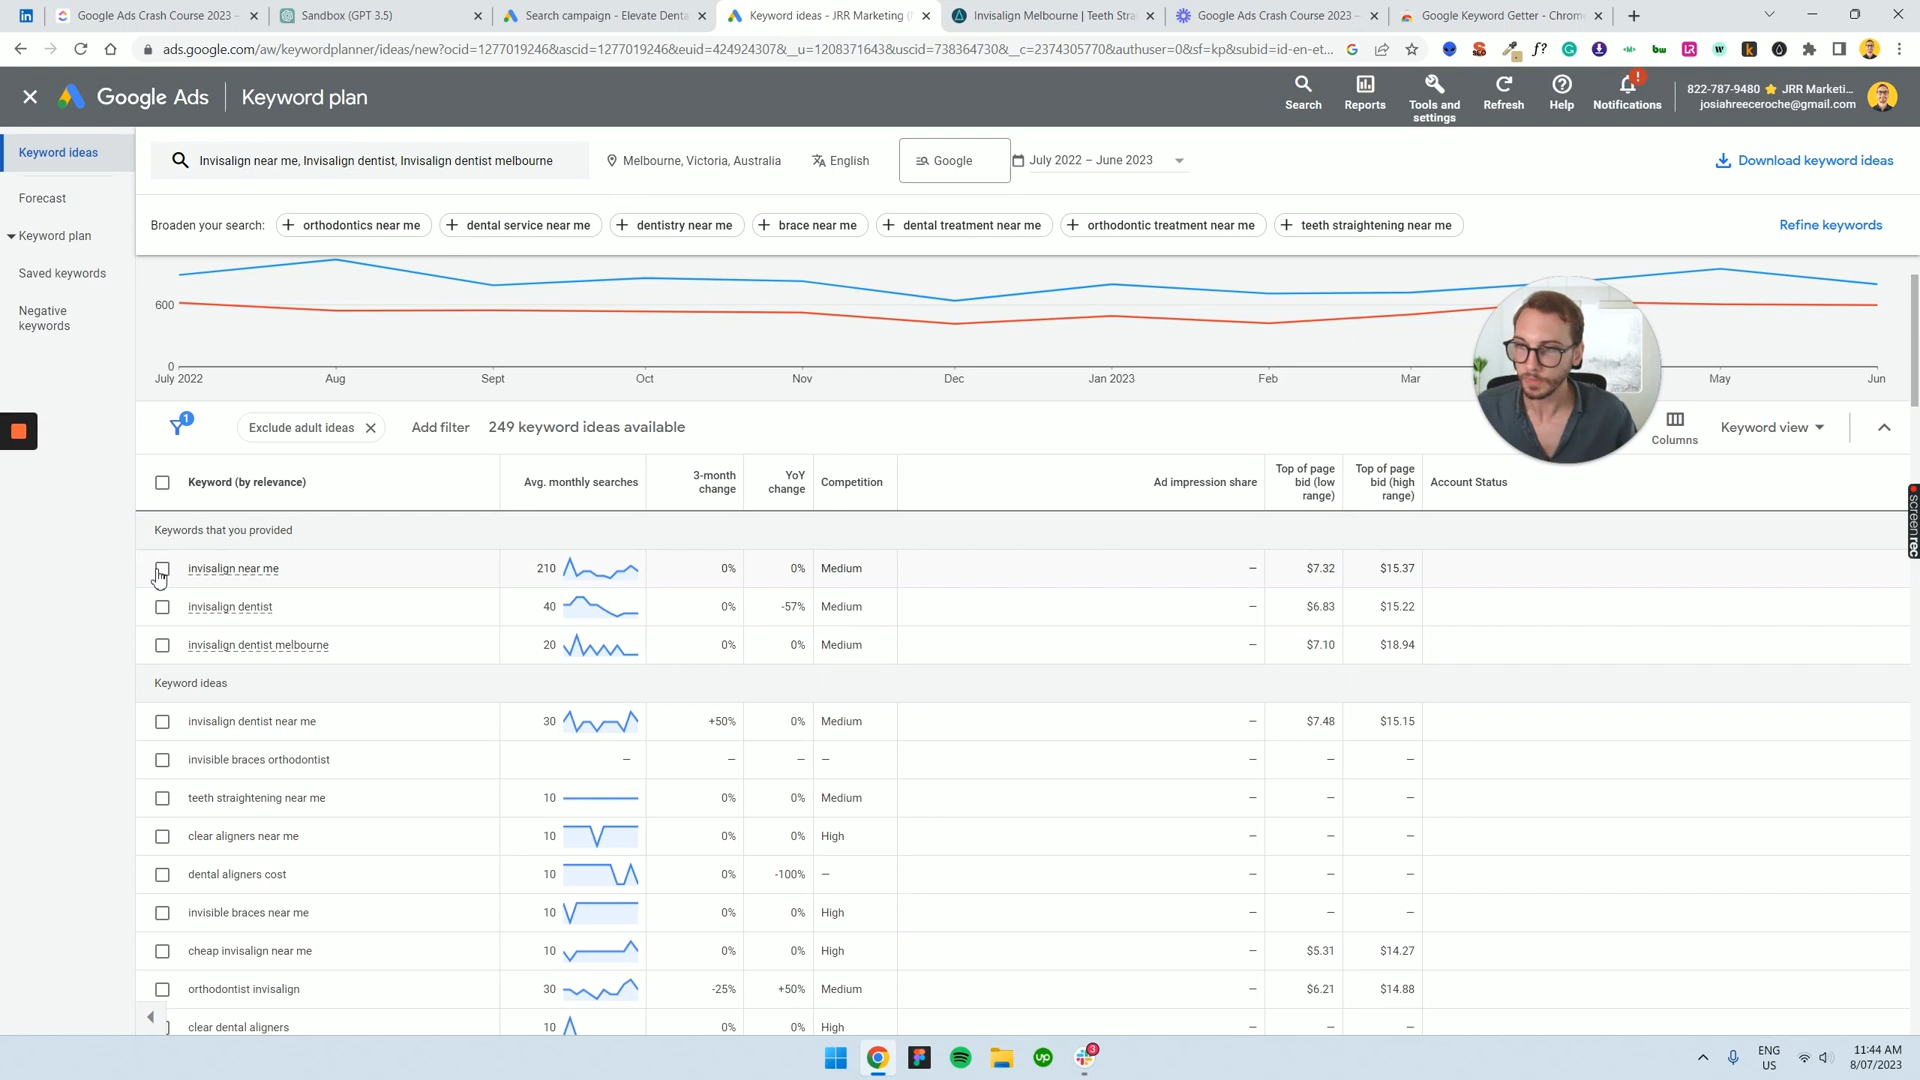 Google Ads Crash Course 2023 –
Sandbox (GPT 3.5)
Search campaign - Elevate Denta
Keyword ideas - JRR Marketing (
Invisalign Melbourne | Teeth Stra
Google Ads Crash Course 2023 –
Google Keyword Getter - Chrom
ads.google.com/aw/keywordplanner/ideas/new?ocid=1277019246&ascid=1277019246&euid=424924307&__u=1208371643&uscid=738364730&__c=2374305770&authuser=0&sf=kp&subid=id-en-et...
Google Ads
Keyword plan
Search
Reports
Tools and settings
Refresh
Help
Notifications
822-787-9480 JRR Marketi...
josiahreeceroche@gmail.com
Keyword ideas
Forecast
Keyword plan
Saved keywords
Negative
keywords
Invisalign near me, Invisalign dentist, Invisalign dentist melbourne
Melbourne, Victoria, Australia
English
Google
July 2022 – June 2023
Download keyword ideas
Broaden your search:
orthodontics near me
dental service near me
dentistry near me
brace near me
dental treatment near me
orthodontic treatment near me
teeth straightening near me
Refine keywords
600
0
July 2022 Aug Sept Oct Nov Dec Jan 2023 Feb Mar May Jun
1
Exclude adult ideas
Add filter
249 keyword ideas available
Columns
Keyword view
Keyword (by relevance)
Avg. monthly searches
3-month change
YoY change
Competition
Ad impression share
Top of page bid (low range)
Top of page bid (high range)
Account Status
Keywords that you provided
invisalign near me 210 0% 0% Medium – $7.32 $15.37
invisalign dentist 40 0% -57% Medium – $6.83 $15.22
invisalign dentist melbourne 20 0% 0% Medium – $7.10 $18.94
Keyword ideas
invisalign dentist near me 30 +50% 0% Medium – $7.48 $15.15
invisible braces orthodontist – – – – – – –
teeth straightening near me 10 0% 0% Medium – – –
clear aligners near me 10 0% 0% High – – –
dental aligners cost 10 0% -100% – – – –
invisible braces near me 10 0% 0% High – – –
cheap invisalign near me 10 0% 0% High – $5.31 $14.27
orthodontist invisalign 30 -25% +50% Medium – $6.21 $14.88
clear dental aligners 10 0% 0% High – – –
screenrec
3
ENG
US
11:44 AM
8/07/2023